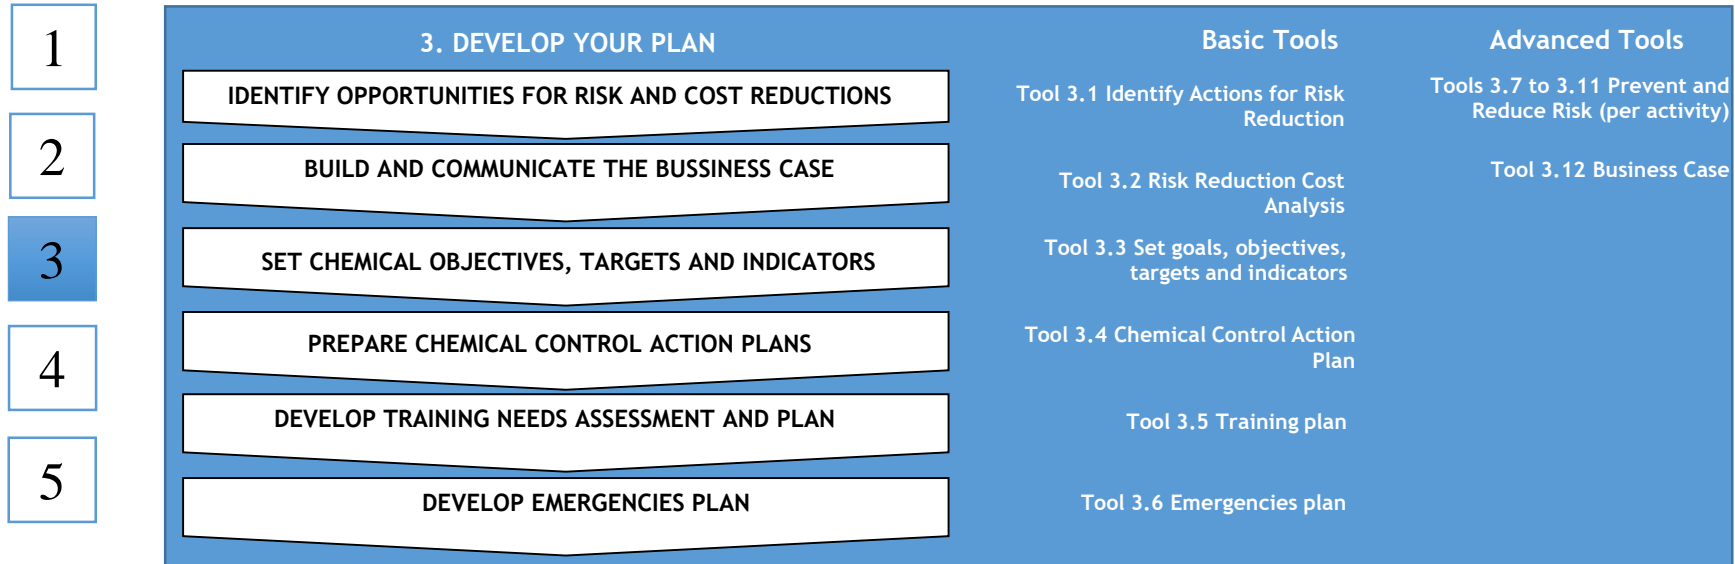 1
2
3
4
5
3. DEVELOP YOUR PLAN
Basic Tools
Advanced Tools
IDENTIFY OPPORTUNITIES FOR RISK AND COST REDUCTIONS
Tool 3.1 Identify Actions for Risk
Reduction
Tools 3.7 to 3.11 Prevent and
Reduce Risk (per activity)
BUILD AND COMMUNICATE THE BUSSINESS CASE
Tool 3.2 Risk Reduction Cost
Analysis
Tool 3.12 Business Case
SET CHEMICAL OBJECTIVES, TARGETS AND INDICATORS
Tool 3.3 Set goals, objectives,
targets and indicators
PREPARE CHEMICAL CONTROL ACTION PLANS
Tool 3.4 Chemical Control Action
Plan
DEVELOP TRAINING NEEDS ASSESSMENT AND PLAN
Tool 3.5 Training plan
DEVELOP EMERGENCIES PLAN
Tool 3.6 Emergencies plan